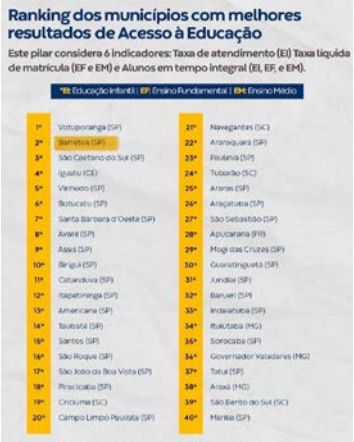 Ranking dos municípios com melhores
resultados de Acesso à Educação
Este pilar considera 6 indicadores: Taxa de atendimento (EI) Taxa líquida
de matrícula (EF e EM) e Alunos em tempo integral (EI, EF, e EM).
*EI: Educação Infantil | EF: Ensino Fundamental | EM: Ensino Médio
1º Votuporanga (SP)
2º Barretos (SP)
3º São Caetano do Sul (SP)
4º Iguatu (CE)
5º Vinhedo (SP)
6º Botucatu (SP)
7º Santa Bárbara d'Oeste (SP)
8º Avaré (SP)
9º Assis (SP)
10º Birigui (SP)
11º Catanduva (SP)
12º Itapetininga (SP)
13º Americana (SP)
14º Taubaté (SP)
15º Santos (SP)
16º São Roque (SP)
17º São João da Boa Vista (SP)
18º Piracicaba (SP)
19º Criciúma (SC)
20º Campo Limpo Paulista (SP)
21º Navegantes (SC)
22º Araraquara (SP)
23º Paulínia (SP)
24º Tubarão (SC)
25º Araras (SP)
26º Araçatuba (SP)
27º São Sebastião (SP)
28º Apucarana (PR)
29º Mogi das Cruzes (SP)
30º Guaratinguetá (SP)
31º Jundiaí (SP)
32º Barueri (SP)
33º Indaiatuba (SP)
34º Ituiutaba (MG)
35º Sorocaba (SP)
36º Governador Valadares (MG)
37º Tatuí (SP)
38º Araxá (MG)
39º São Bento do Sul (SC)
40º Marília (SP)